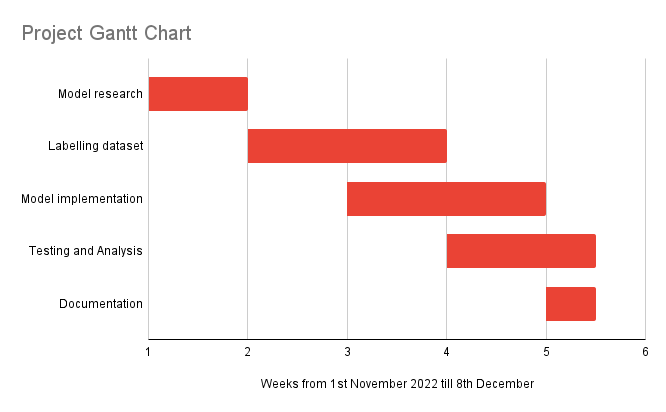 Project Gantt Chart
Model research
Labelling dataset
Model implementation
Testing and Analysis
Documentation
1 2 3 4 5 6
Weeks from 1st November 2022 till 8th December